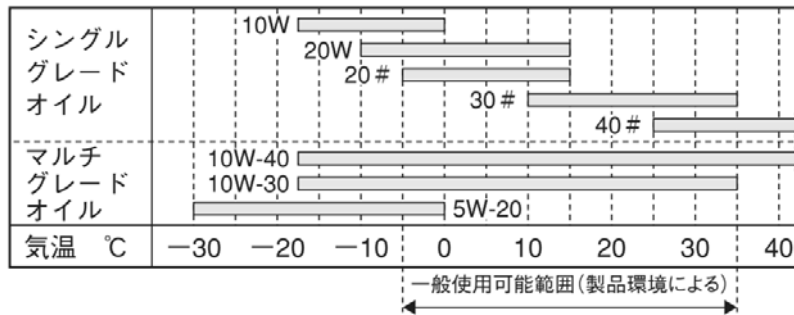 シングル
グレード
オイル
10W
20W
20#
30#
40#
マルチ
グレード
オイル
10W-40
10W-30
5W-20
気温 ℃ −30 −20 −10 0 10 20 30 40
一般使用可能範囲(製品環境による)